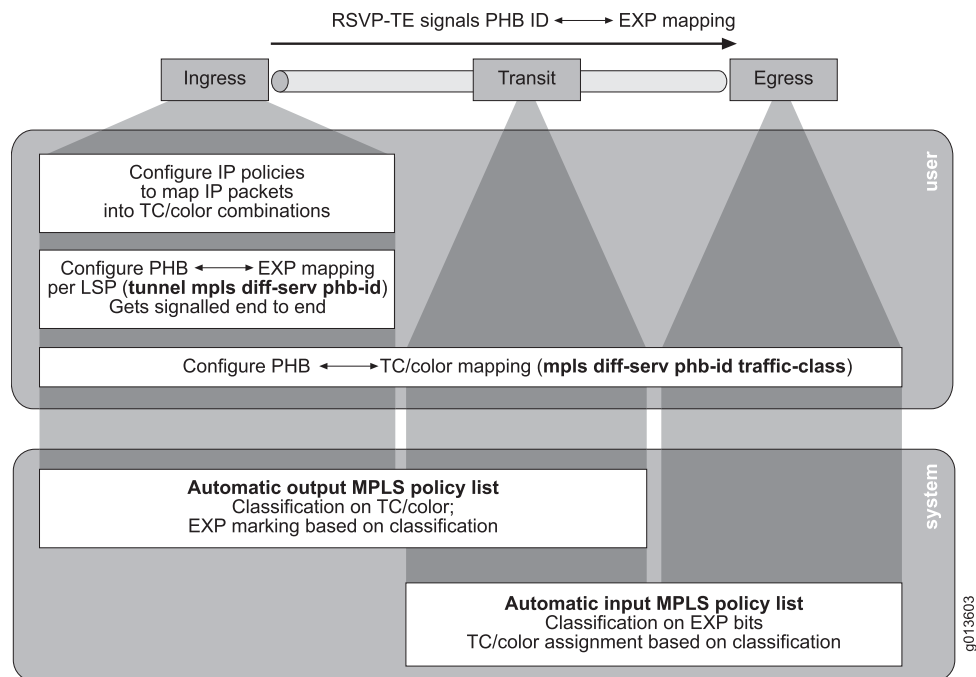 RSVP-TE signals PHB ID ⟷ EXP mapping
Ingress
Transit
Egress
user
Configure IP policies
to map IP packets
into TC/color combinations
Configure PHB ⟷ EXP mapping
per LSP (tunnel mpls diff-serv phb-id)
Gets signalled end to end
Configure PHB ⟷ TC/color mapping (mpls diff-serv phb-id traffic-class)
system
Automatic output MPLS policy list
Classification on TC/color;
EXP marking based on classification
Automatic input MPLS policy list
Classification on EXP bits
TC/color assignment based on classification
g013603